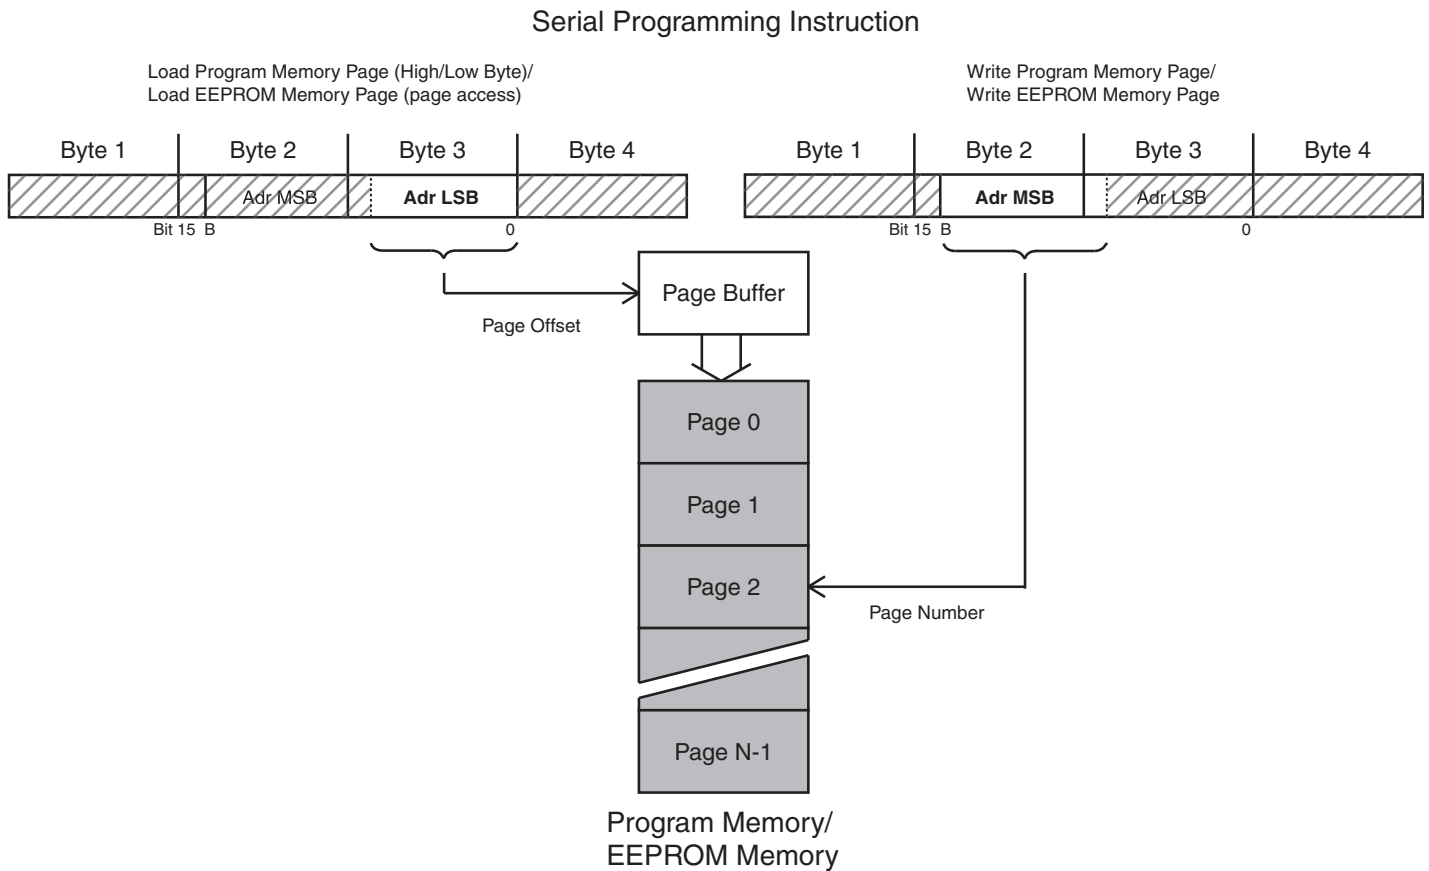 Serial Programming Instruction
Load Program Memory Page (High/Low Byte)/
Load EEPROM Memory Page (page access)
Write Program Memory Page/
Write EEPROM Memory Page
Byte 1 Byte 2 Byte 3 Byte 4
Adr MSB Adr LSB
Bit 15 B 0
Byte 1 Byte 2 Byte 3 Byte 4
Adr MSB Adr LSB
Bit 15 B 0
Page Buffer
Page Offset
Page 0
Page 1
Page 2
Page Number
Page N-1
Program Memory/
EEPROM Memory